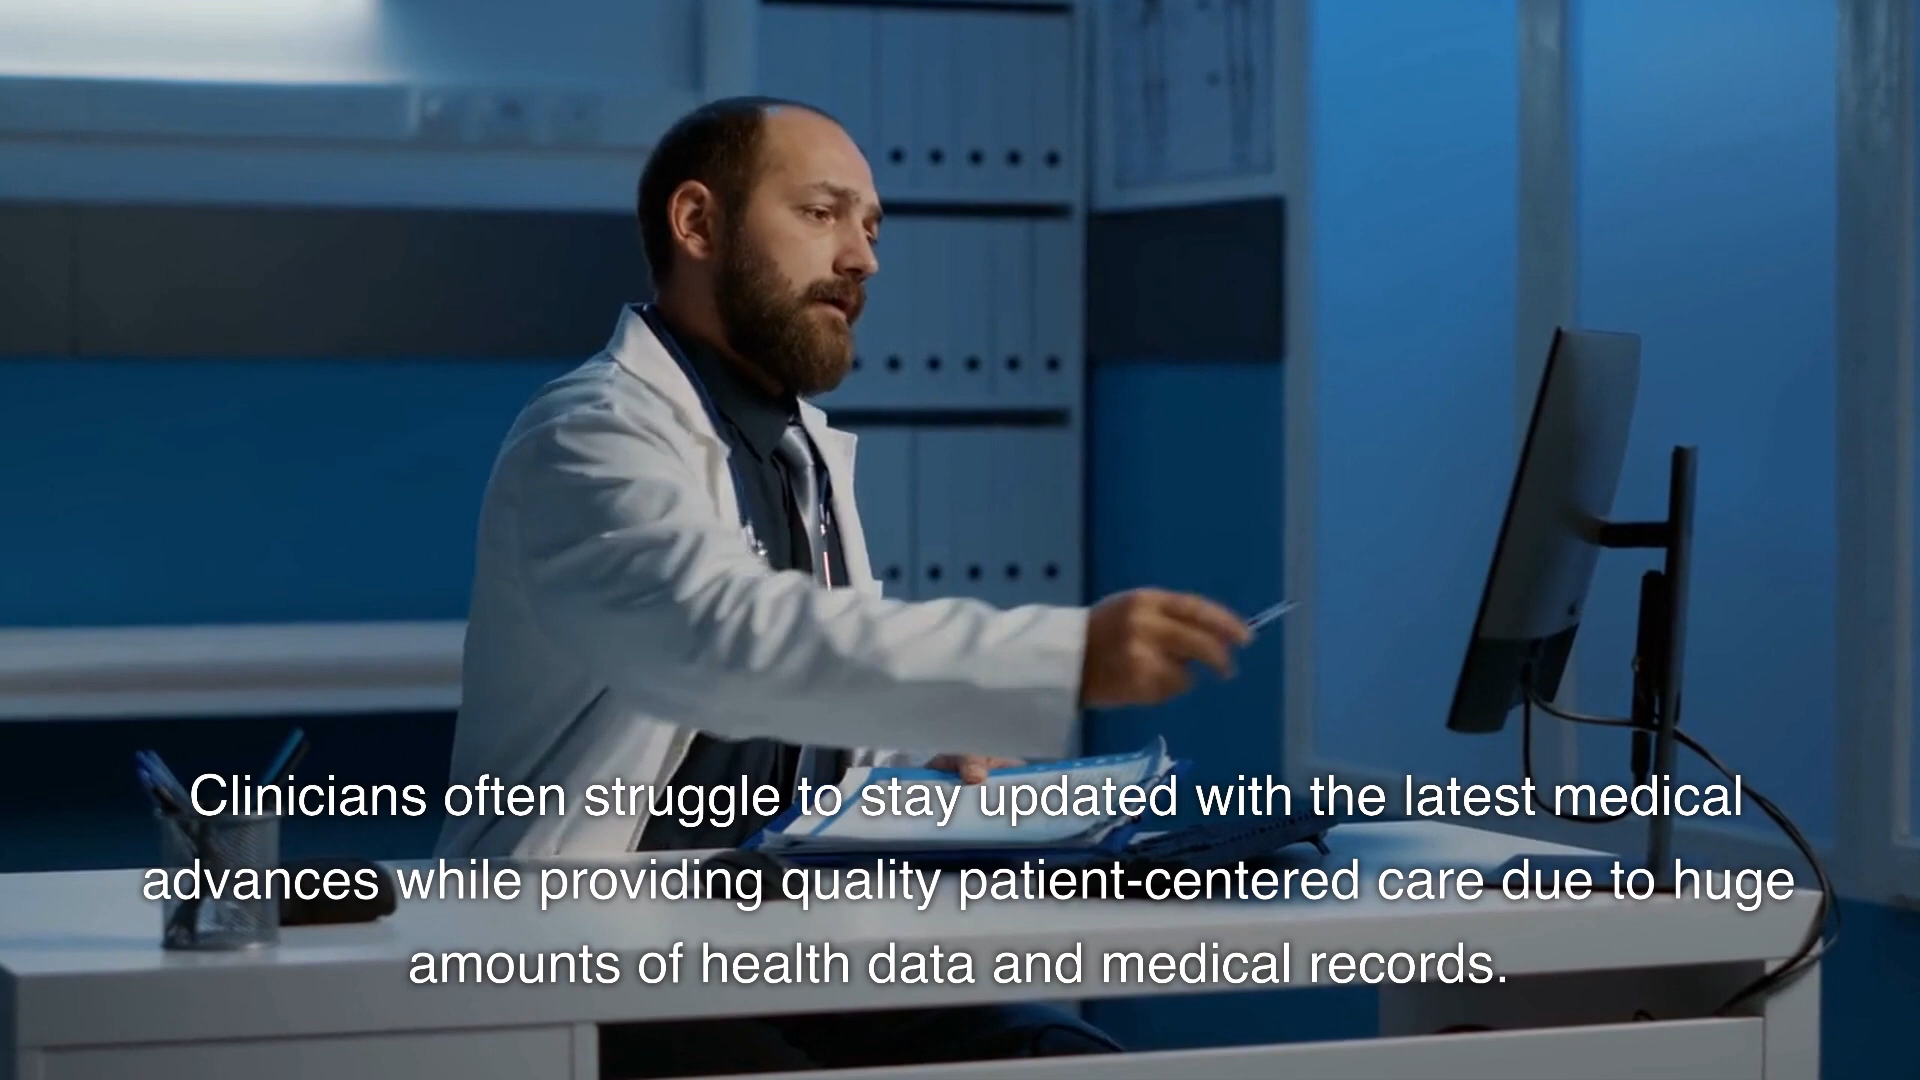 Clinicians often struggle to stay updated with the latest medical
advances while providing quality patient-centered care due to huge
amounts of health data and medical records.